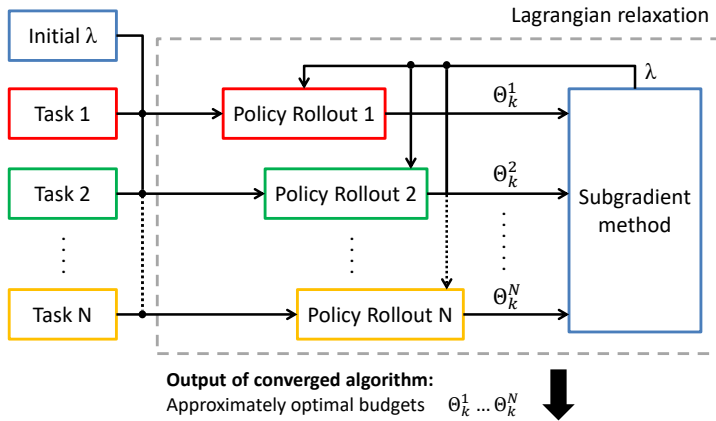 Lagrangian relaxation
Initial λ
λ
Task 1
Policy Rollout 1
Θ_k^1
Task 2
Policy Rollout 2
Θ_k^2
Subgradient
method
Task N
Policy Rollout N
Θ_k^N
Output of converged algorithm:
Approximately optimal budgets Θ_k^1 … Θ_k^N